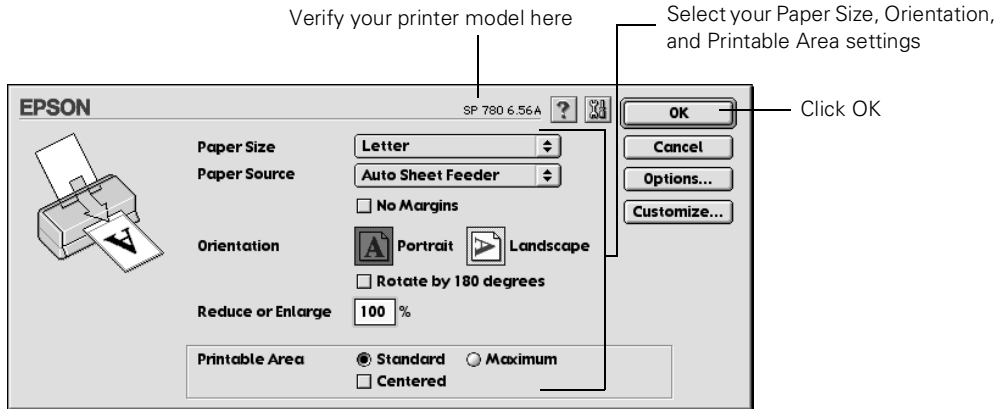 Verify your printer model here
Select your Paper Size, Orientation,
and Printable Area settings
EPSON
SP 780 6.56A
?
OK
Click OK
Paper Size
Letter
Cancel
Paper Source
Auto Sheet Feeder
Options...
No Margins
Customize...
Orientation
A
Portrait
A
Landscape
Rotate by 180 degrees
Reduce or Enlarge
100 %
Printable Area
Standard
Maximum
Centered
A